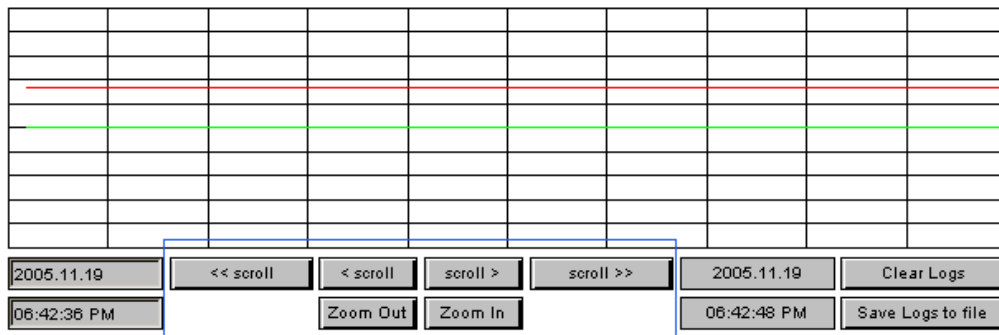 2005.11.19 << scroll < scroll scroll > scroll >> 2005.11.19 Clear Logs
06:42:36 PM Zoom Out Zoom In 06:42:48 PM Save Logs to file